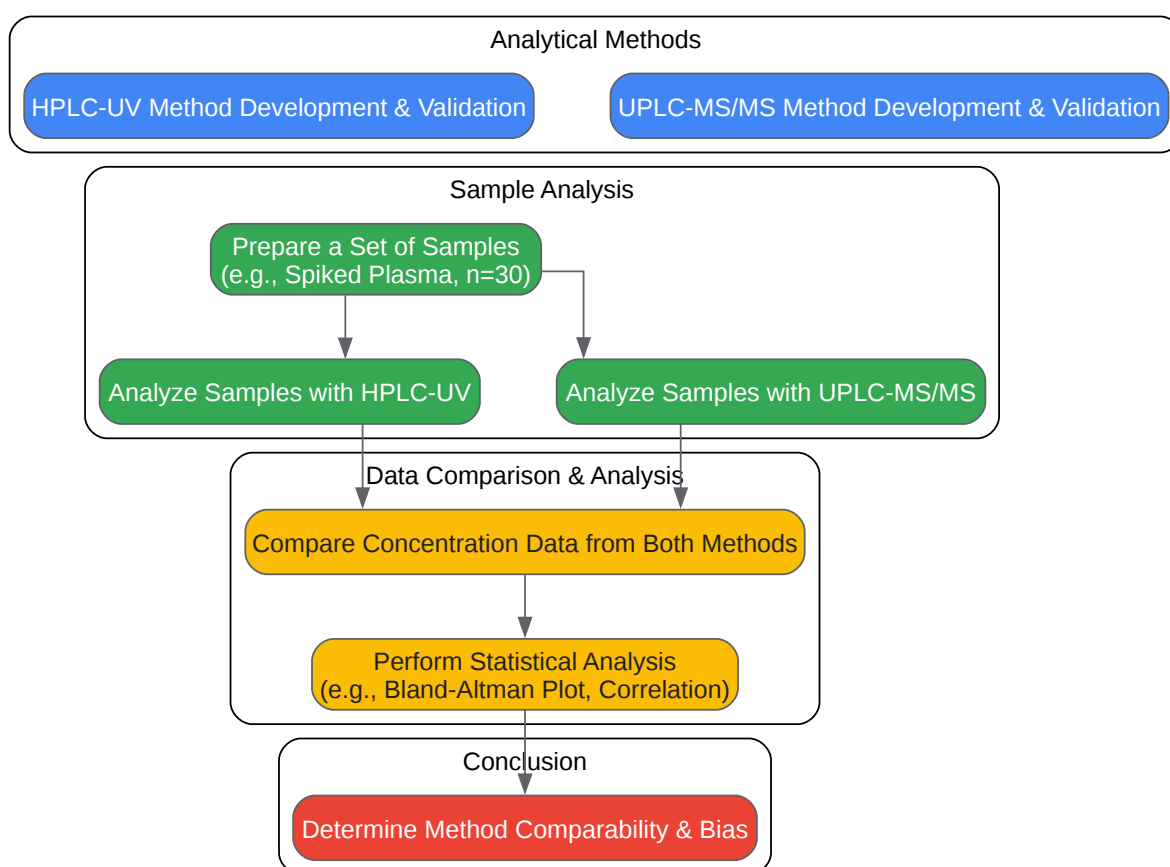 Analytical Methods
HPLC-UV Method Development & Validation
UPLC-MS/MS Method Development & Validation
Sample Analysis
Prepare a Set of Samples
(e.g., Spiked Plasma, n=30)
Analyze Samples with HPLC-UV
Analyze Samples with UPLC-MS/MS
Data Comparison & Analysis
Compare Concentration Data from Both Methods
Perform Statistical Analysis
(e.g., Bland-Altman Plot, Correlation)
Conclusion
Determine Method Comparability & Bias